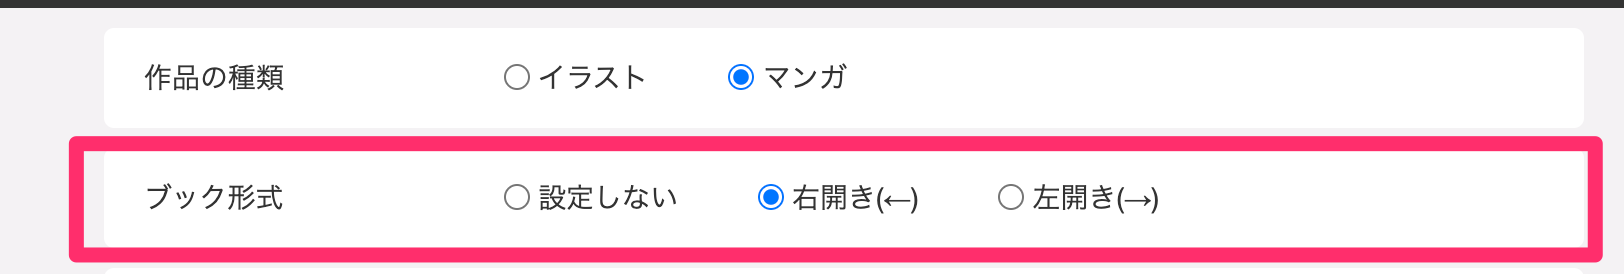 作品の種類 イラスト マンガ
ブック形式 設定しない 右開き(←) 左開き(→)